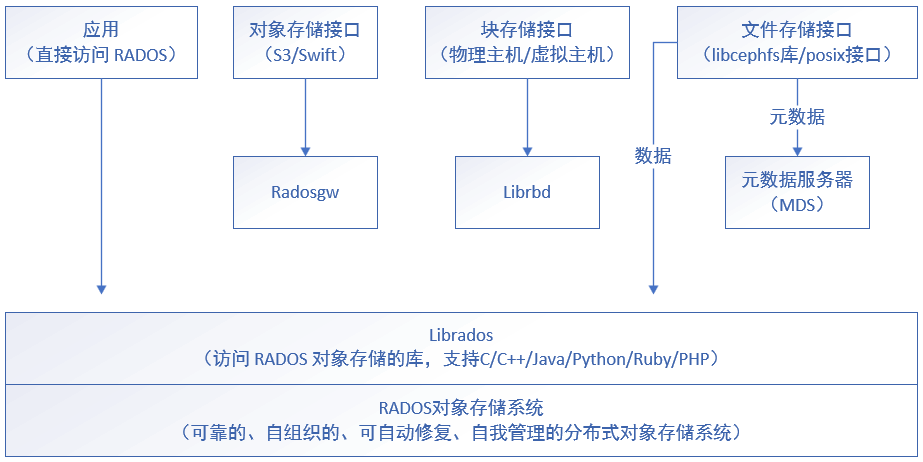 应用
（直接访问 RADOS）
对象存储接口
（S3/Swift）
块存储接口
（物理主机/虚拟主机）
文件存储接口
（libcephfs库/posix接口）
元数据
数据
Radosgw
Librbd
元数据服务器
（MDS）
Librados
（访问 RADOS 对象存储的库，支持C/C++/Java/Python/Ruby/PHP）
RADOS对象存储系统
（可靠的、自组织的、可自动修复、自我管理的分布式对象存储系统）